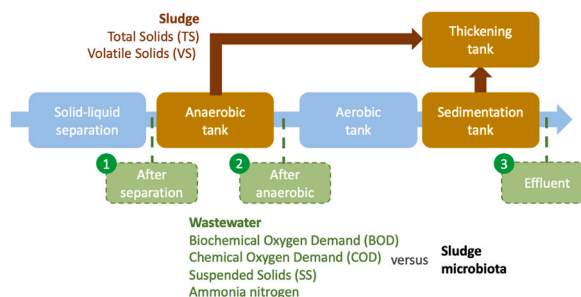 Sludge
Total Solids (TS)
Volatile Solids (VS)
Thickening
tank
Solid-liquid
separation
Anaerobic
tank
Aerobic
tank
Sedimentation
tank
1
After
separation
2
After
anaerobic
3
Effluent
Wastewater
Biochemical Oxygen Demand (BOD)
Chemical Oxygen Demand (COD)
Suspended Solids (SS)
Ammonia nitrogen
versus
Sludge
microbiota